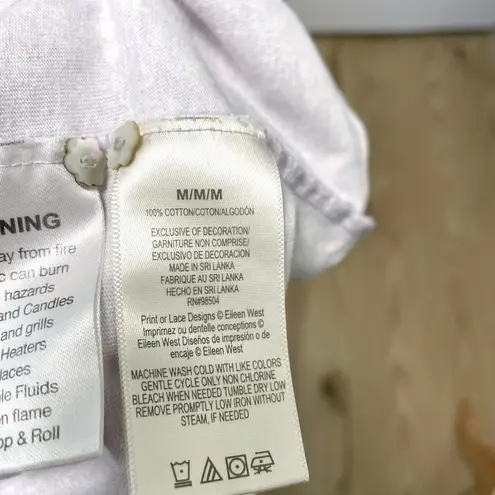 NING
ay from fire
c can burn
hazards
and Candles
and grills
Heaters
laces
le Fluids
en flame
op & Roll
M/M/M
100% COTTON/COTON/ALGODÓN
EXCLUSIVE OF DECORATION/
GARNITURE NON COMPRISE/
EXCLUSIVO DE DECORACION
MADE IN SRI LANKA
FABRIQUE AU SRI LANKA
HECHO EN SRI LANKA
RN#98504
Print or Lace Designs © Eileen West
Imprimez ou dentelle conceptions ©
Eileen West Diseños de impresión o de
encaje © Eileen West
MACHINE WASH COLD WITH LIKE COLORS
GENTLE CYCLE ONLY NON CHLORINE
BLEACH WHEN NEEDED TUMBLE DRY LOW
REMOVE PROMPTLY LOW IRON WITHOUT
STEAM, IF NEEDED